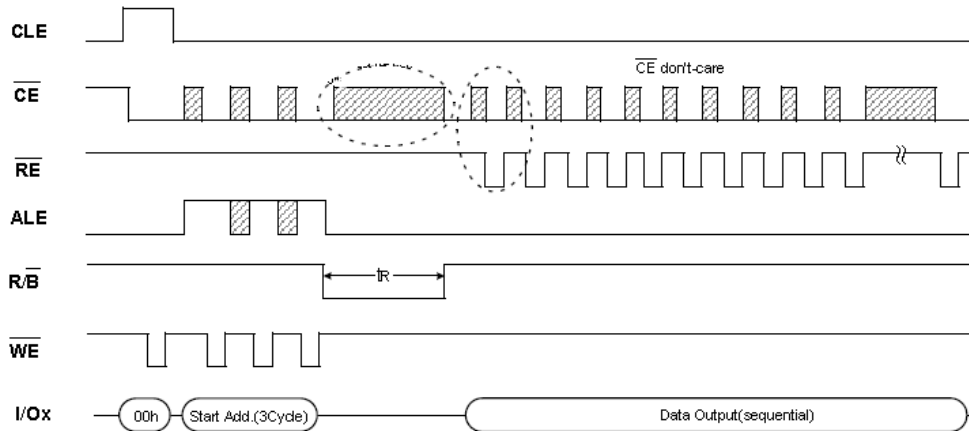 CLE
CE don't-care
CE
RE
ALE
R/B
tR
WE
I/Ox
00h
Start Add.(3Cycle)
Data Output(sequential)